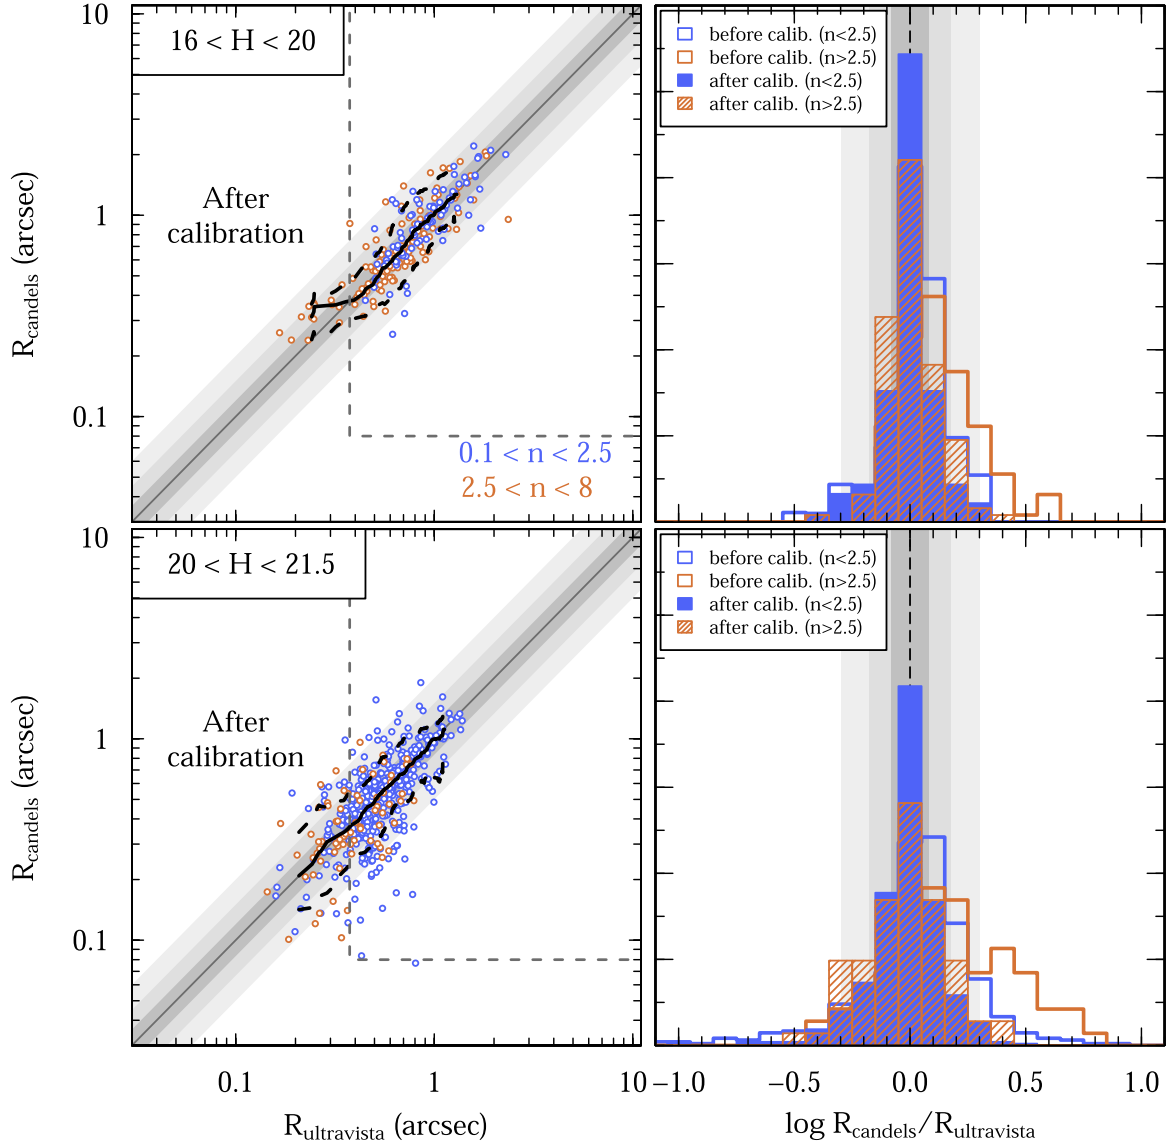 10
16 < H < 20
After
calibration
1
0.1
R_candels (arcsec)
0.1 < n < 2.5
2.5 < n < 8
before calib. (n<2.5)
before calib. (n>2.5)
after calib. (n<2.5)
after calib. (n>2.5)
10
20 < H < 21.5
After
calibration
1
0.1
R_candels (arcsec)
0.1 1 10
R_ultravista (arcsec)
before calib. (n<2.5)
before calib. (n>2.5)
after calib. (n<2.5)
after calib. (n>2.5)
−1.0 −0.5 0.0 0.5 1.0
log R_candels/R_ultravista